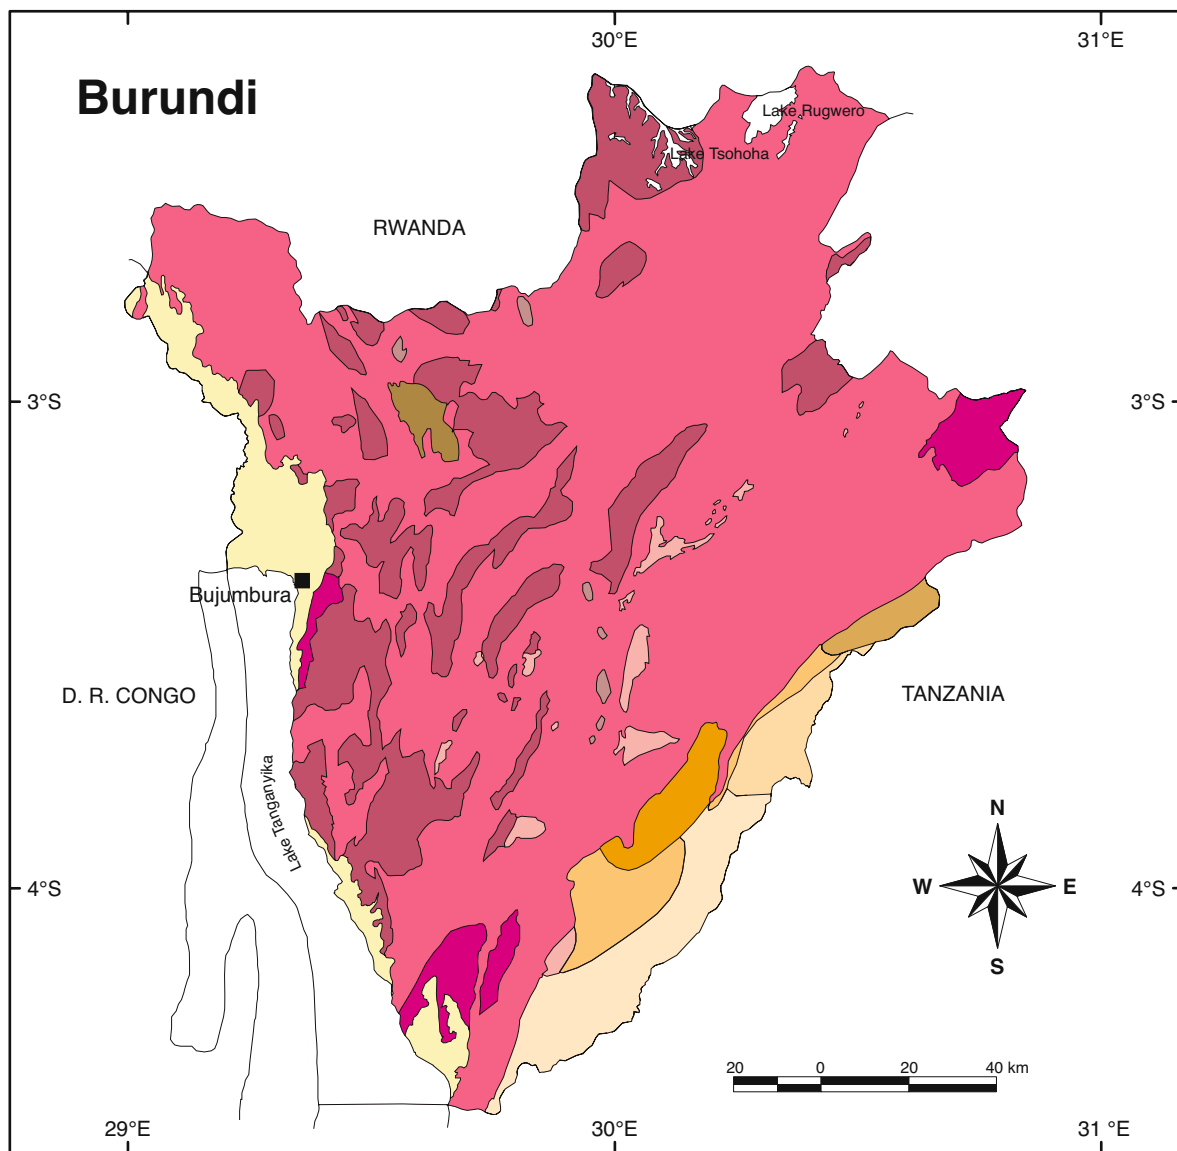 30°E
31°E
Burundi
Lake Rugwero
Lake Tsohoha
RWANDA
3°S
3°S
Bujumbura
D. R. CONGO
TANZANIA
Lake Tanganyika
N
W
E
S
4°S
4°S
20
0
20
40 km
29°E
30°E
31 °E